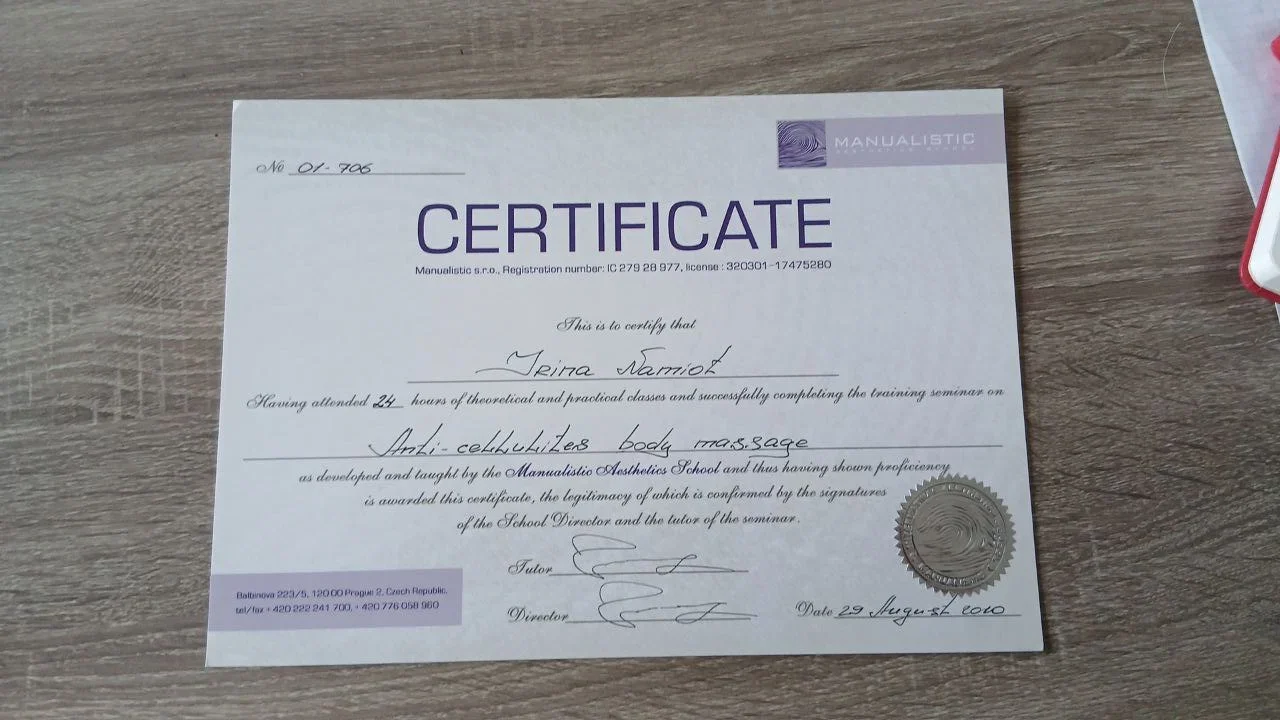 № 01-706
MANUALISTIC
AESTHETICS SCHOOL
CERTIFICATE
Manualistic s.r.o., Registration number: IC 279 28 977, license : 320301-17475280
This is to certify that
Irina Namiot
Having attended 24 hours of theoretical and practical classes and successfully completing the training seminar on
Anti-cellulites body massage
as developed and taught by the Manualistic Aesthetics School and thus having shown proficiency
is awarded this certificate, the legitimacy of which is confirmed by the signatures
of the School Director and the tutor of the seminar.
Tutor
Director
Balbinova 223/5, 120 00 Prague 2, Czech Republic,
tel/fax + 420 222 241 700, + 420 776 058 960
Date 29 August 2010